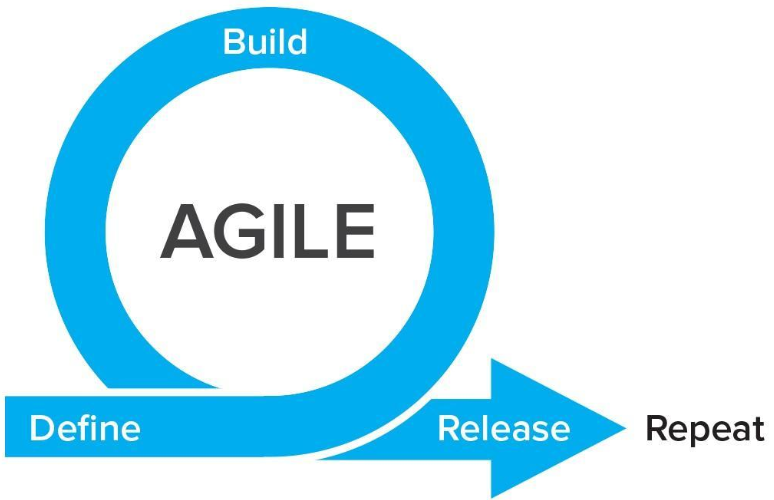 Build
AGILE
Define
Release
Repeat